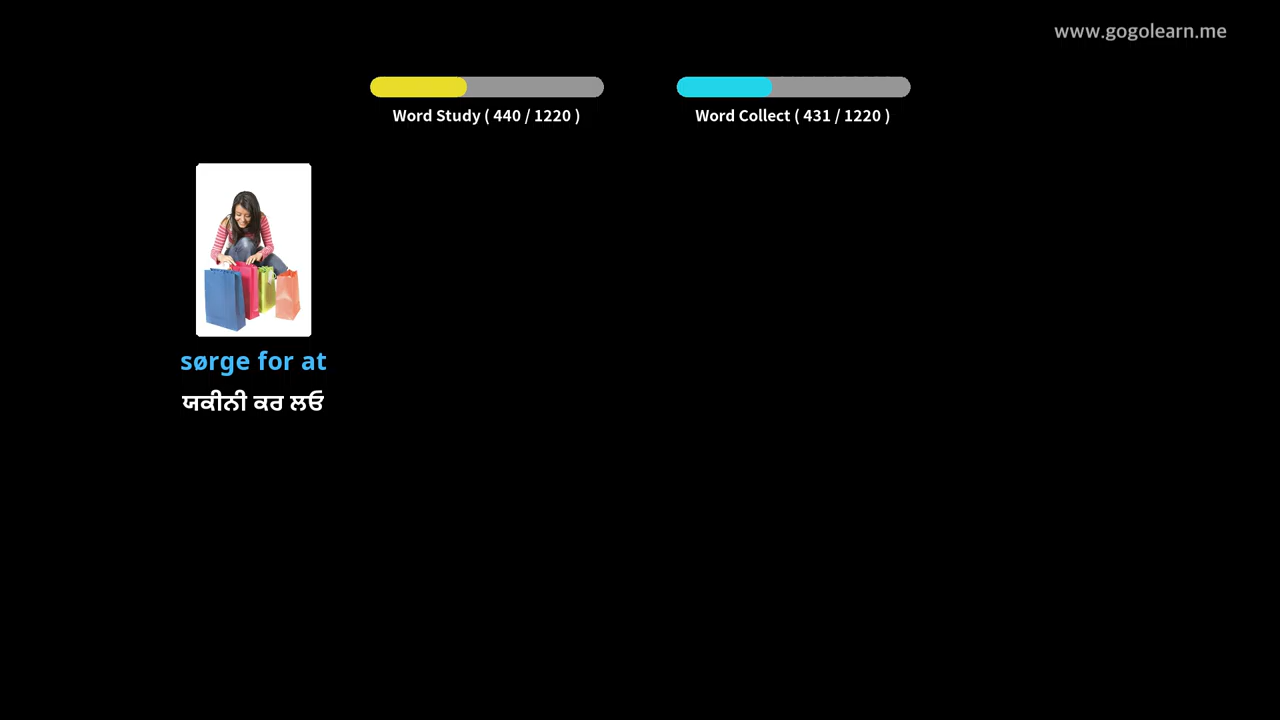 www.gogolearn.me
Word Study ( 440 / 1220 )
Word Collect ( 431 / 1220 )
sørge for at
ਯਕੀਨੀ ਕਰ ਲਓ